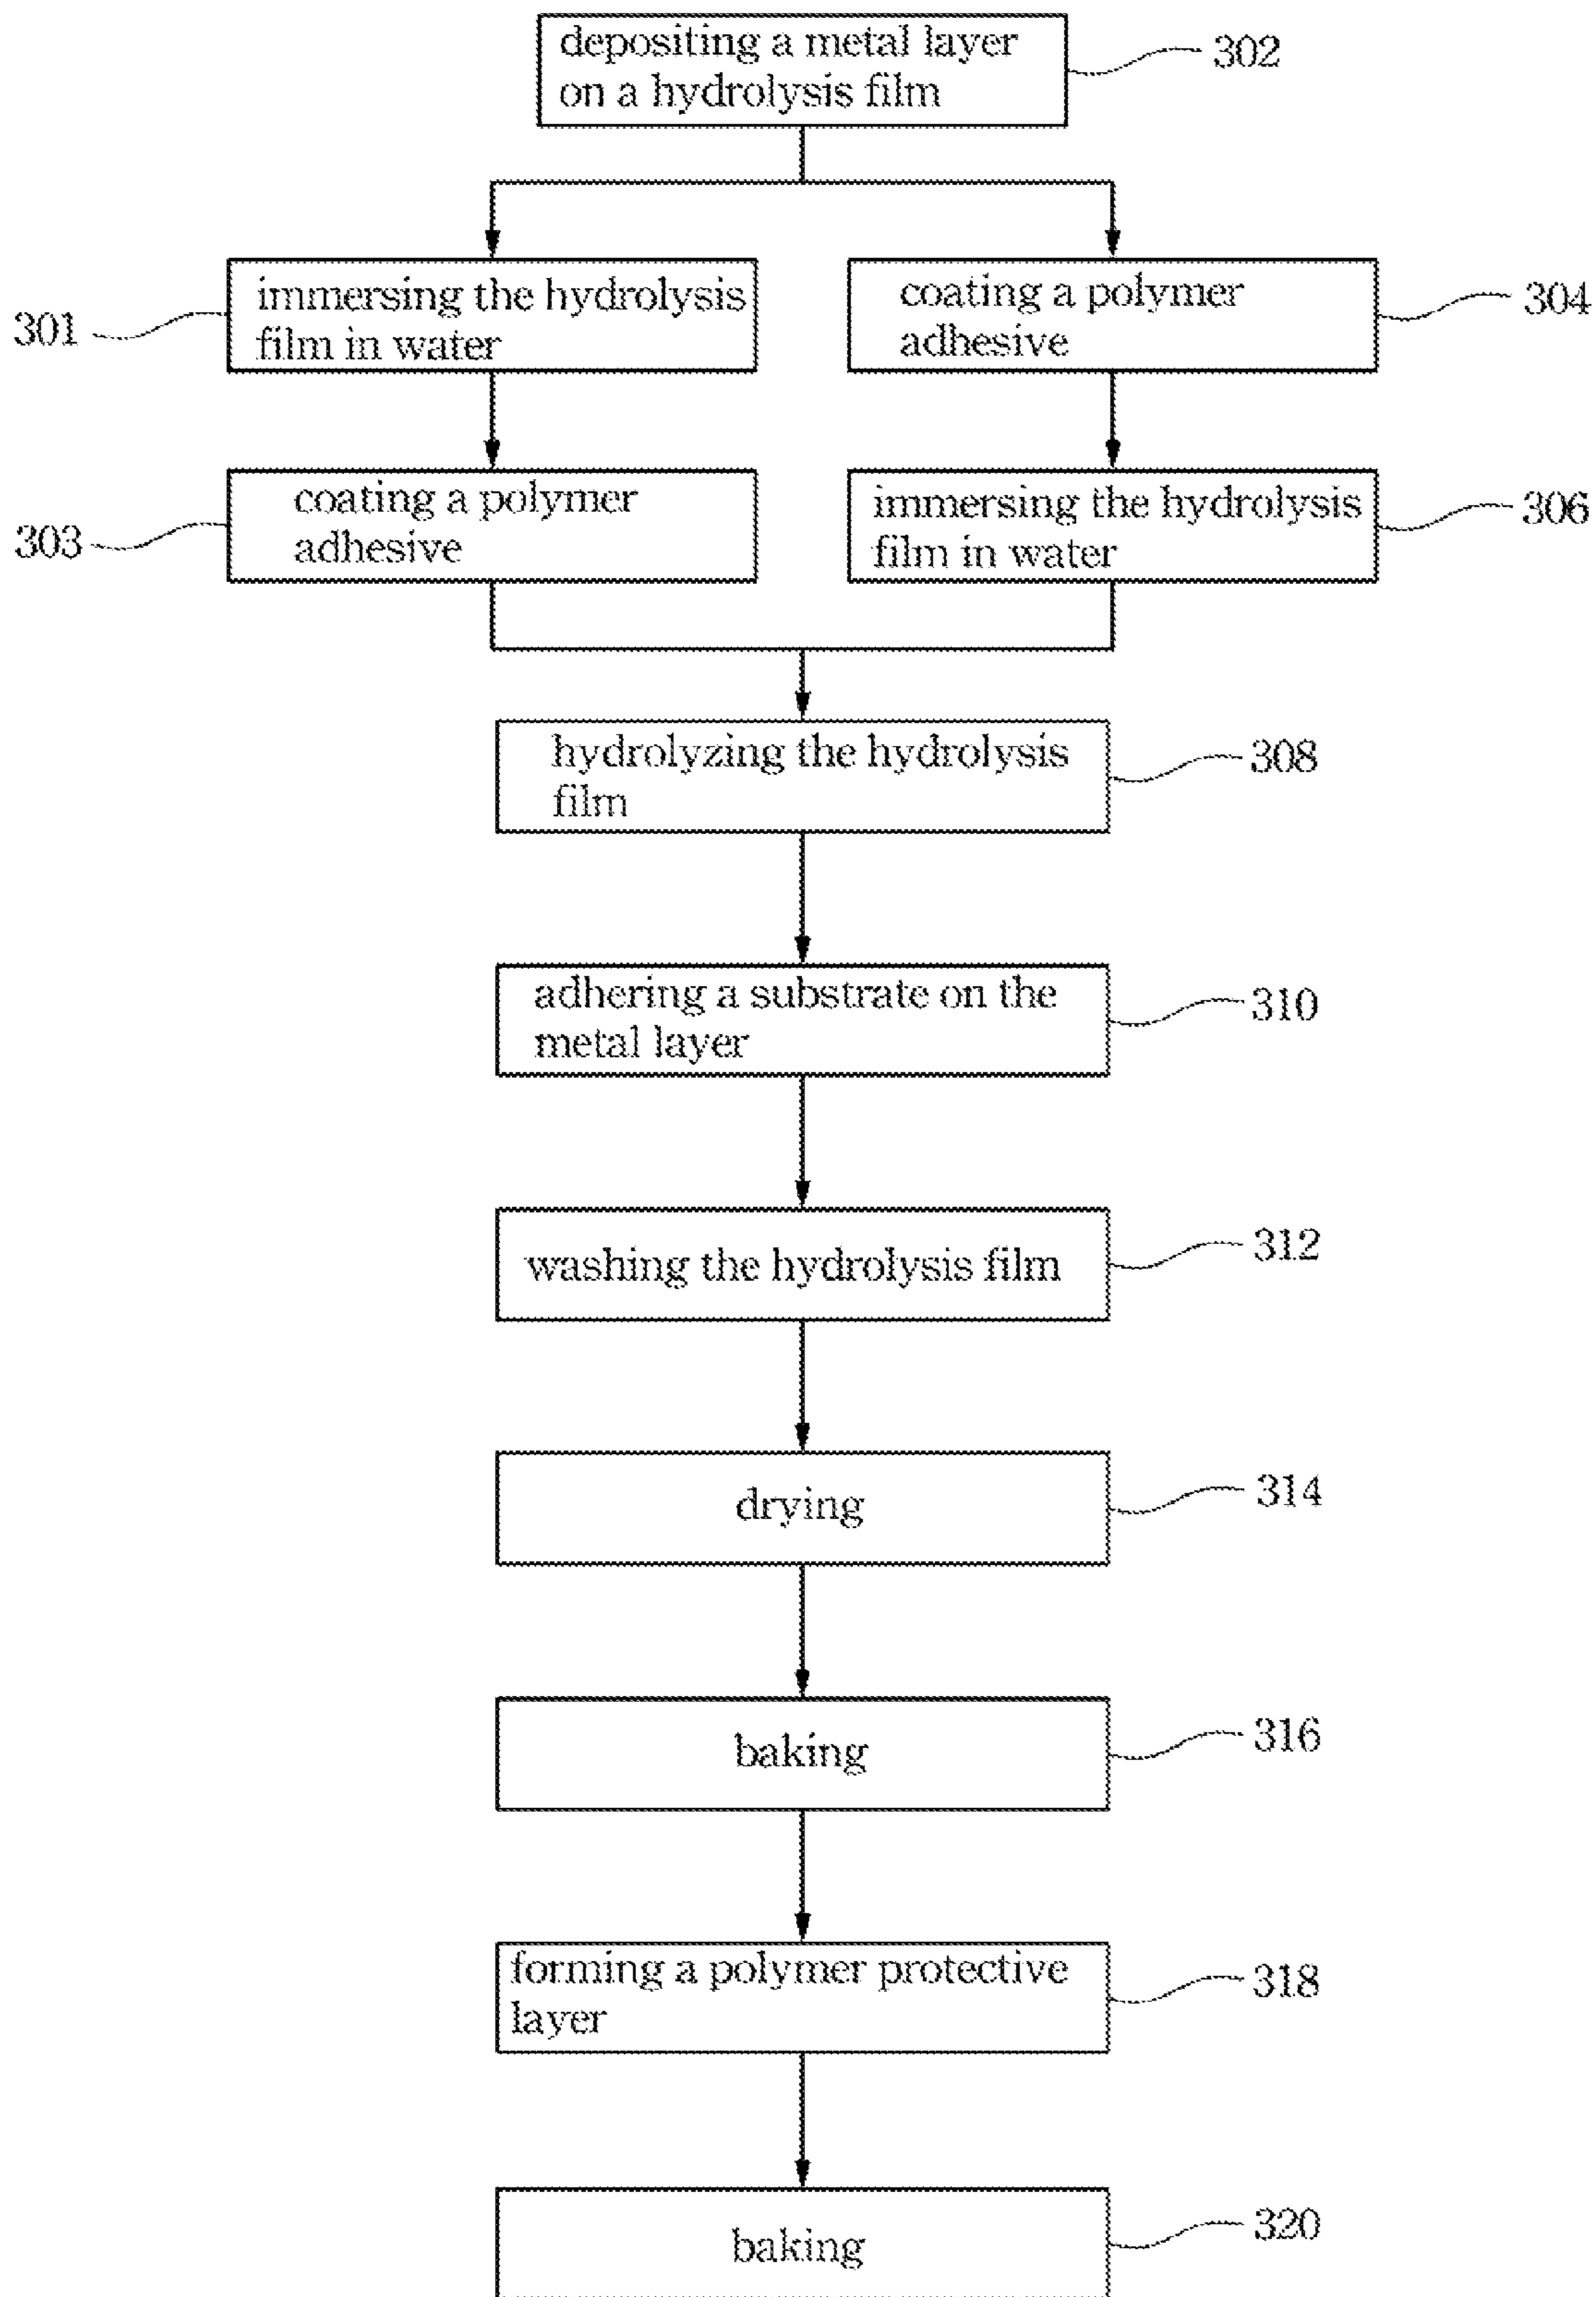 depositing a metal layer
on a hydrolysis film
302
immersing the hydrolysis
film in water
301
coating a polymer
adhesive
304
coating a polymer
adhesive
303
immersing the hydrolysis
film in water
306
hydrolyzing the hydrolysis
film
308
adhering a substrate on the
metal layer
310
washing the hydrolysis film
312
drying
314
baking
316
forming a polymer protective
layer
318
baking
320